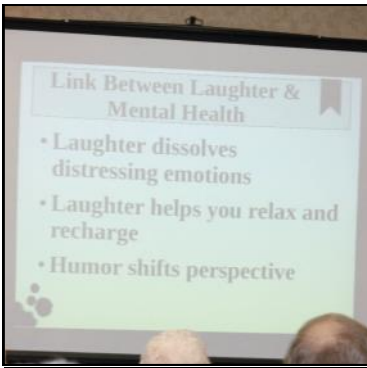 Link Between Laughter &
Mental Health
• Laughter dissolves
distressing emotions
• Laughter helps you relax and
recharge
• Humor shifts perspective